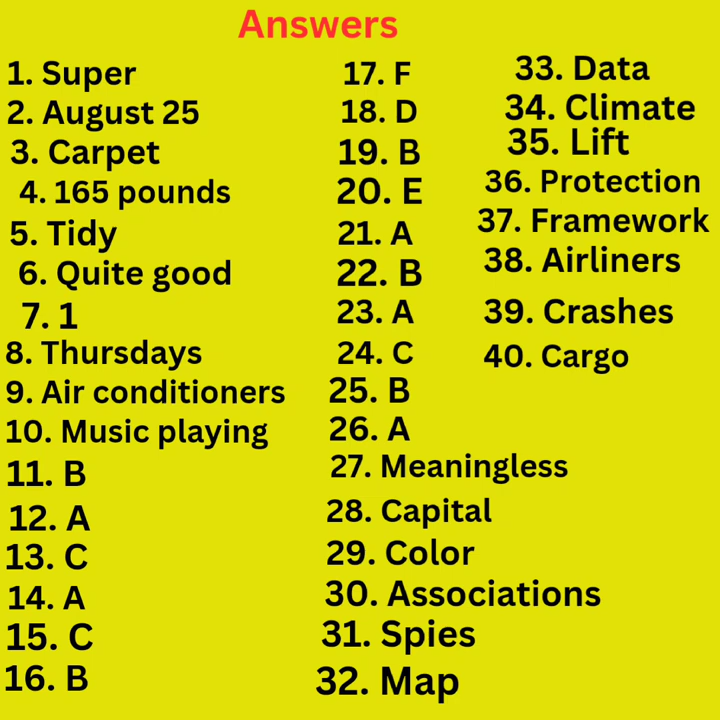 Answers
1. Super
2. August 25
3. Carpet
4. 165 pounds
5. Tidy
6. Quite good
7. 1
8. Thursdays
9. Air conditioners
10. Music playing
11. B
12. A
13. C
14. A
15. C
16. B
17. F
18. D
19. B
20. E
21. A
22. B
23. A
24. C
25. B
26. A
27. Meaningless
28. Capital
29. Color
30. Associations
31. Spies
32. Map
33. Data
34. Climate
35. Lift
36. Protection
37. Framework
38. Airliners
39. Crashes
40. Cargo